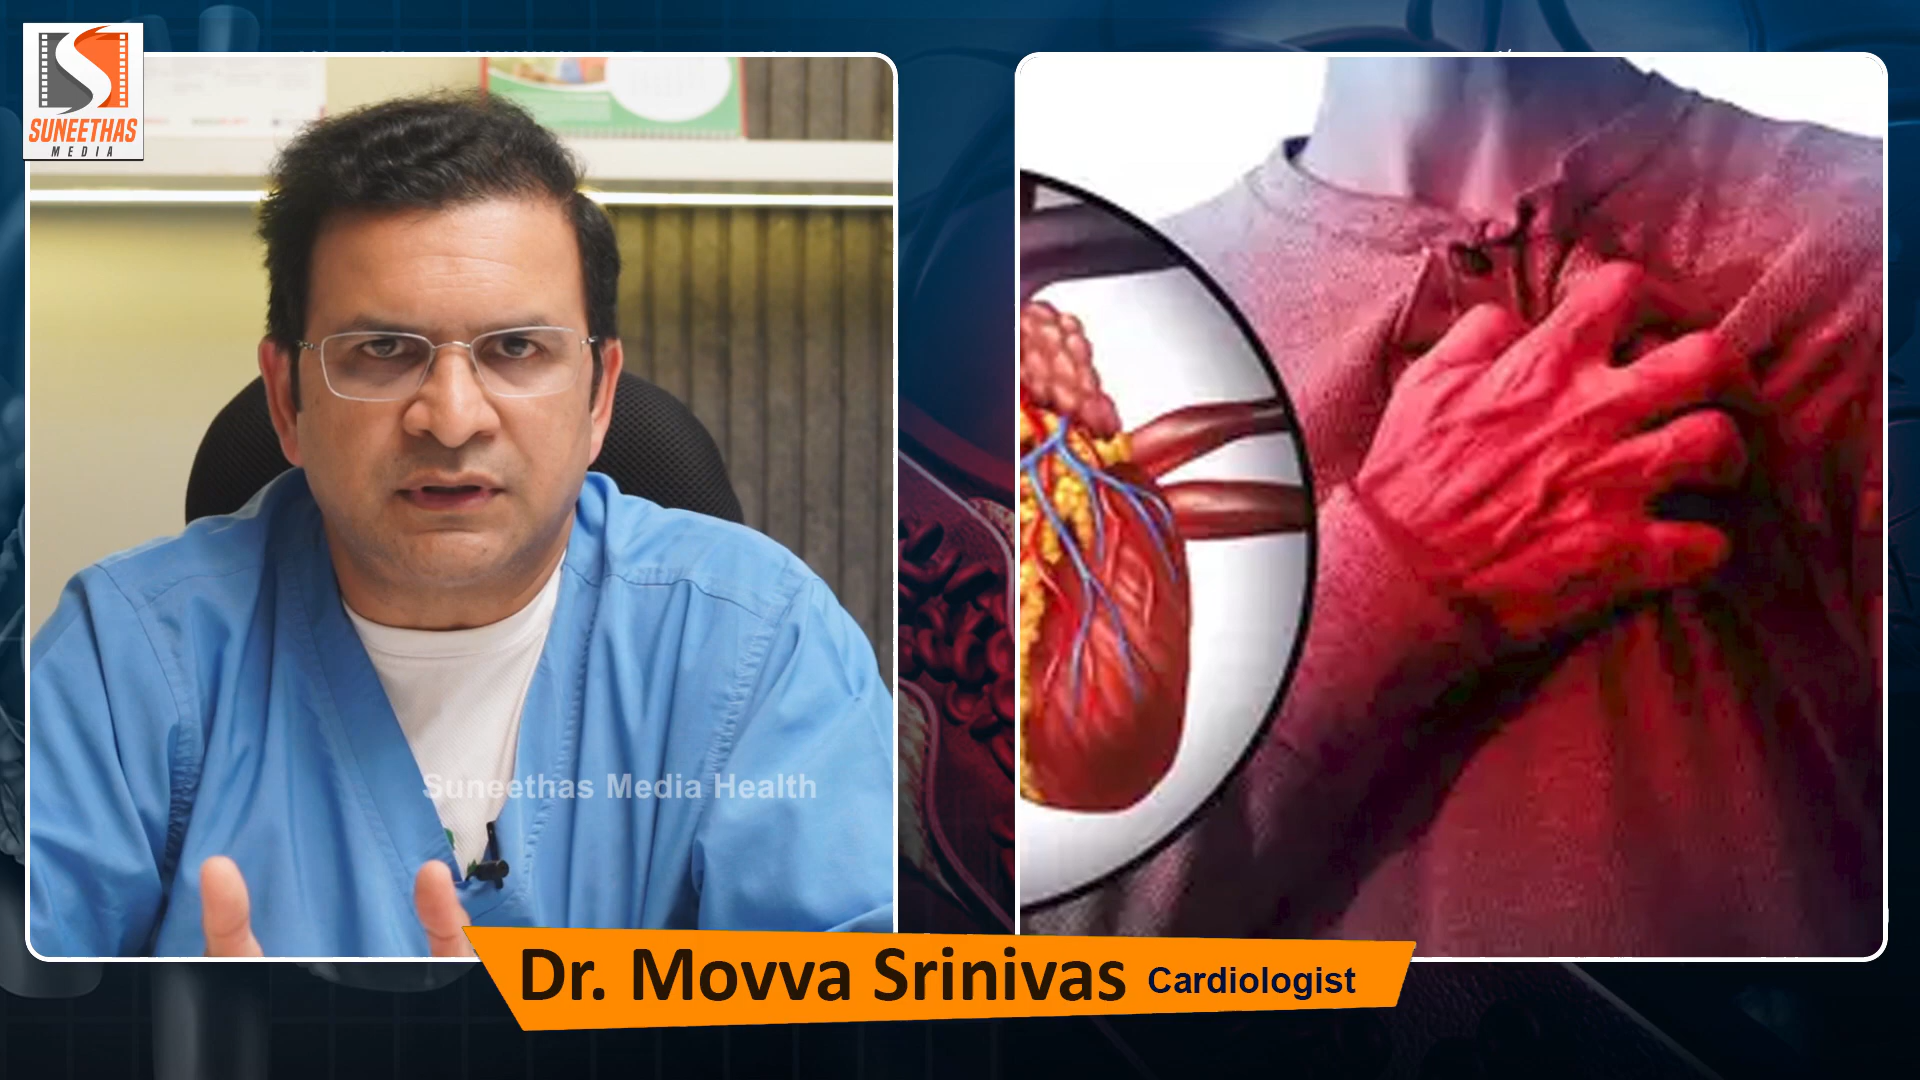 SUNEETHAS
MEDIA
Suneethas Media Health
Dr. Movva Srinivas Cardiologist